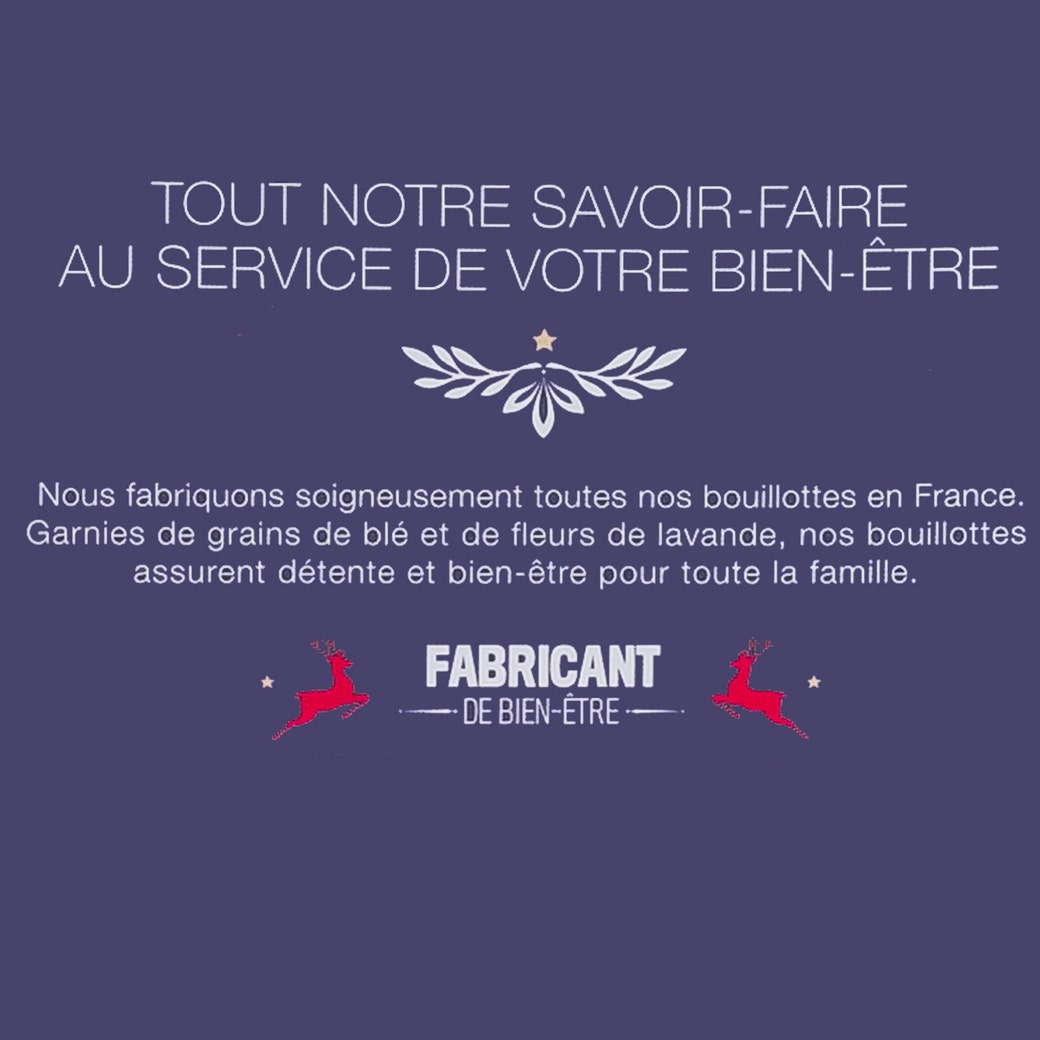 TOUT NOTRE SAVOIR-FAIRE
AU SERVICE DE VOTRE BIEN-ÊTRE
Nous fabriquons soigneusement toutes nos bouillottes en France.
Garnies de grains de blé et de fleurs de lavande, nos bouillottes
assurent détente et bien-être pour toute la famille.
FABRICANT
DE BIEN-ÊTRE